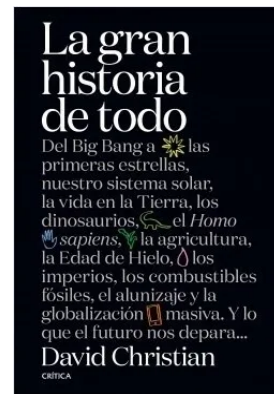 La gran
historia
de todo
Del Big Bang a las
primeras estrellas,
nuestro sistema solar,
la vida en la Tierra, los
dinosaurios, el Homo
sapiens, la agricultura,
la Edad de Hielo, los
imperios, los combustibles
fósiles, el alunizaje y la
globalización masiva. Y lo
que el futuro nos depara...
David Christian
CRÍTICA